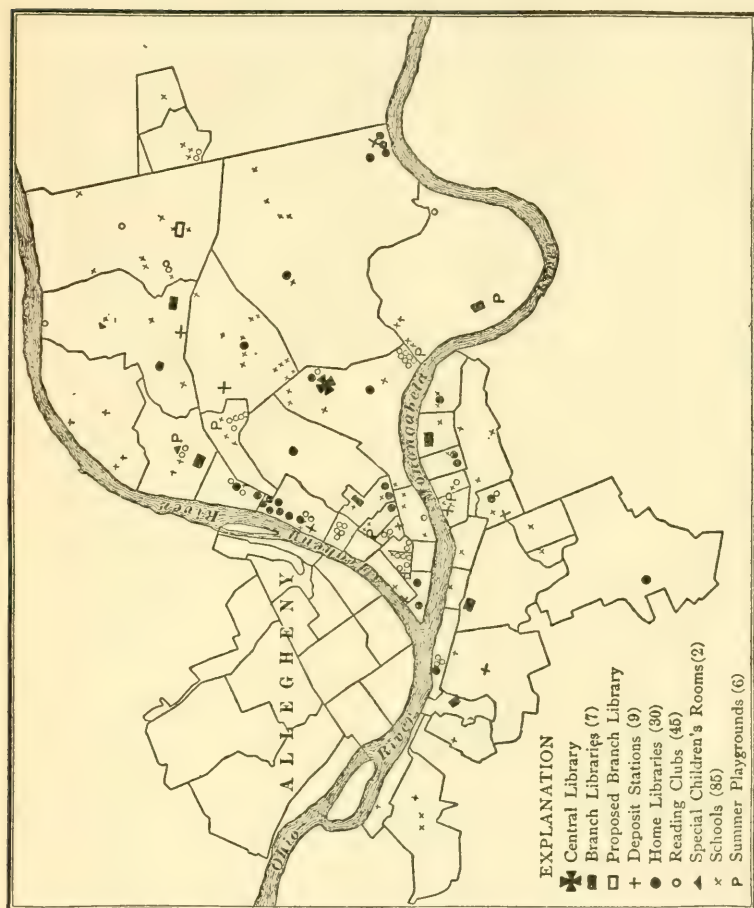 ALLEGHENY
Allegheny
River
Ohio
River
Monongahela
River
P
P
P
P
P
P
EXPLANATION
Central Library
Branch Libraries (7)
Proposed Branch Library
Deposit Stations (9)
Home Libraries (30)
Reading Clubs (45)
Special Children's Rooms (2)
Schools (85)
P Summer Playgrounds (6)